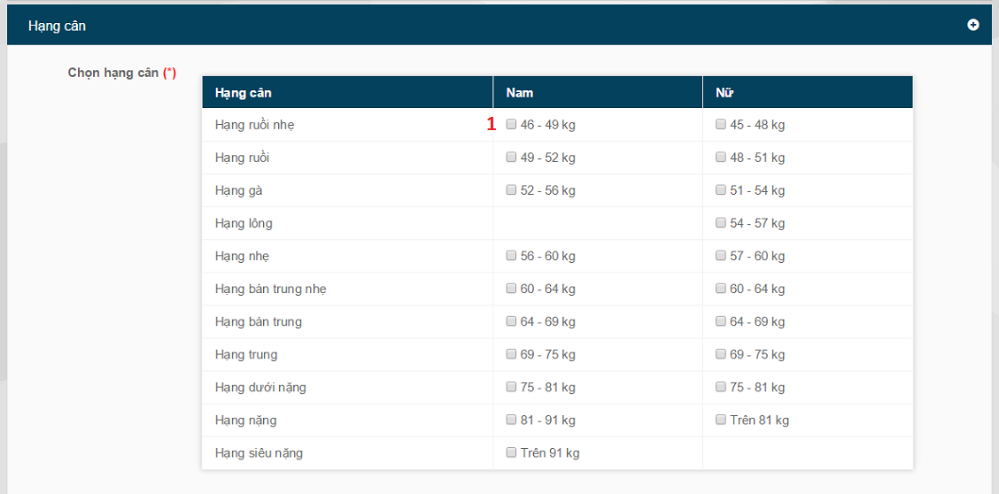 Hạng cân
Chọn hạng cân (*)
Hạng cân Nam Nữ
Hạng ruồi nhẹ 1 46 - 49 kg 45 - 48 kg
Hạng ruồi 49 - 52 kg 48 - 51 kg
Hạng gà 52 - 56 kg 51 - 54 kg
Hạng lông 54 - 57 kg
Hạng nhẹ 56 - 60 kg 57 - 60 kg
Hạng bán trung nhẹ 60 - 64 kg 60 - 64 kg
Hạng bán trung 64 - 69 kg 64 - 69 kg
Hạng trung 69 - 75 kg 69 - 75 kg
Hạng dưới nặng 75 - 81 kg 75 - 81 kg
Hạng nặng 81 - 91 kg Trên 81 kg
Hạng siêu nặng Trên 91 kg